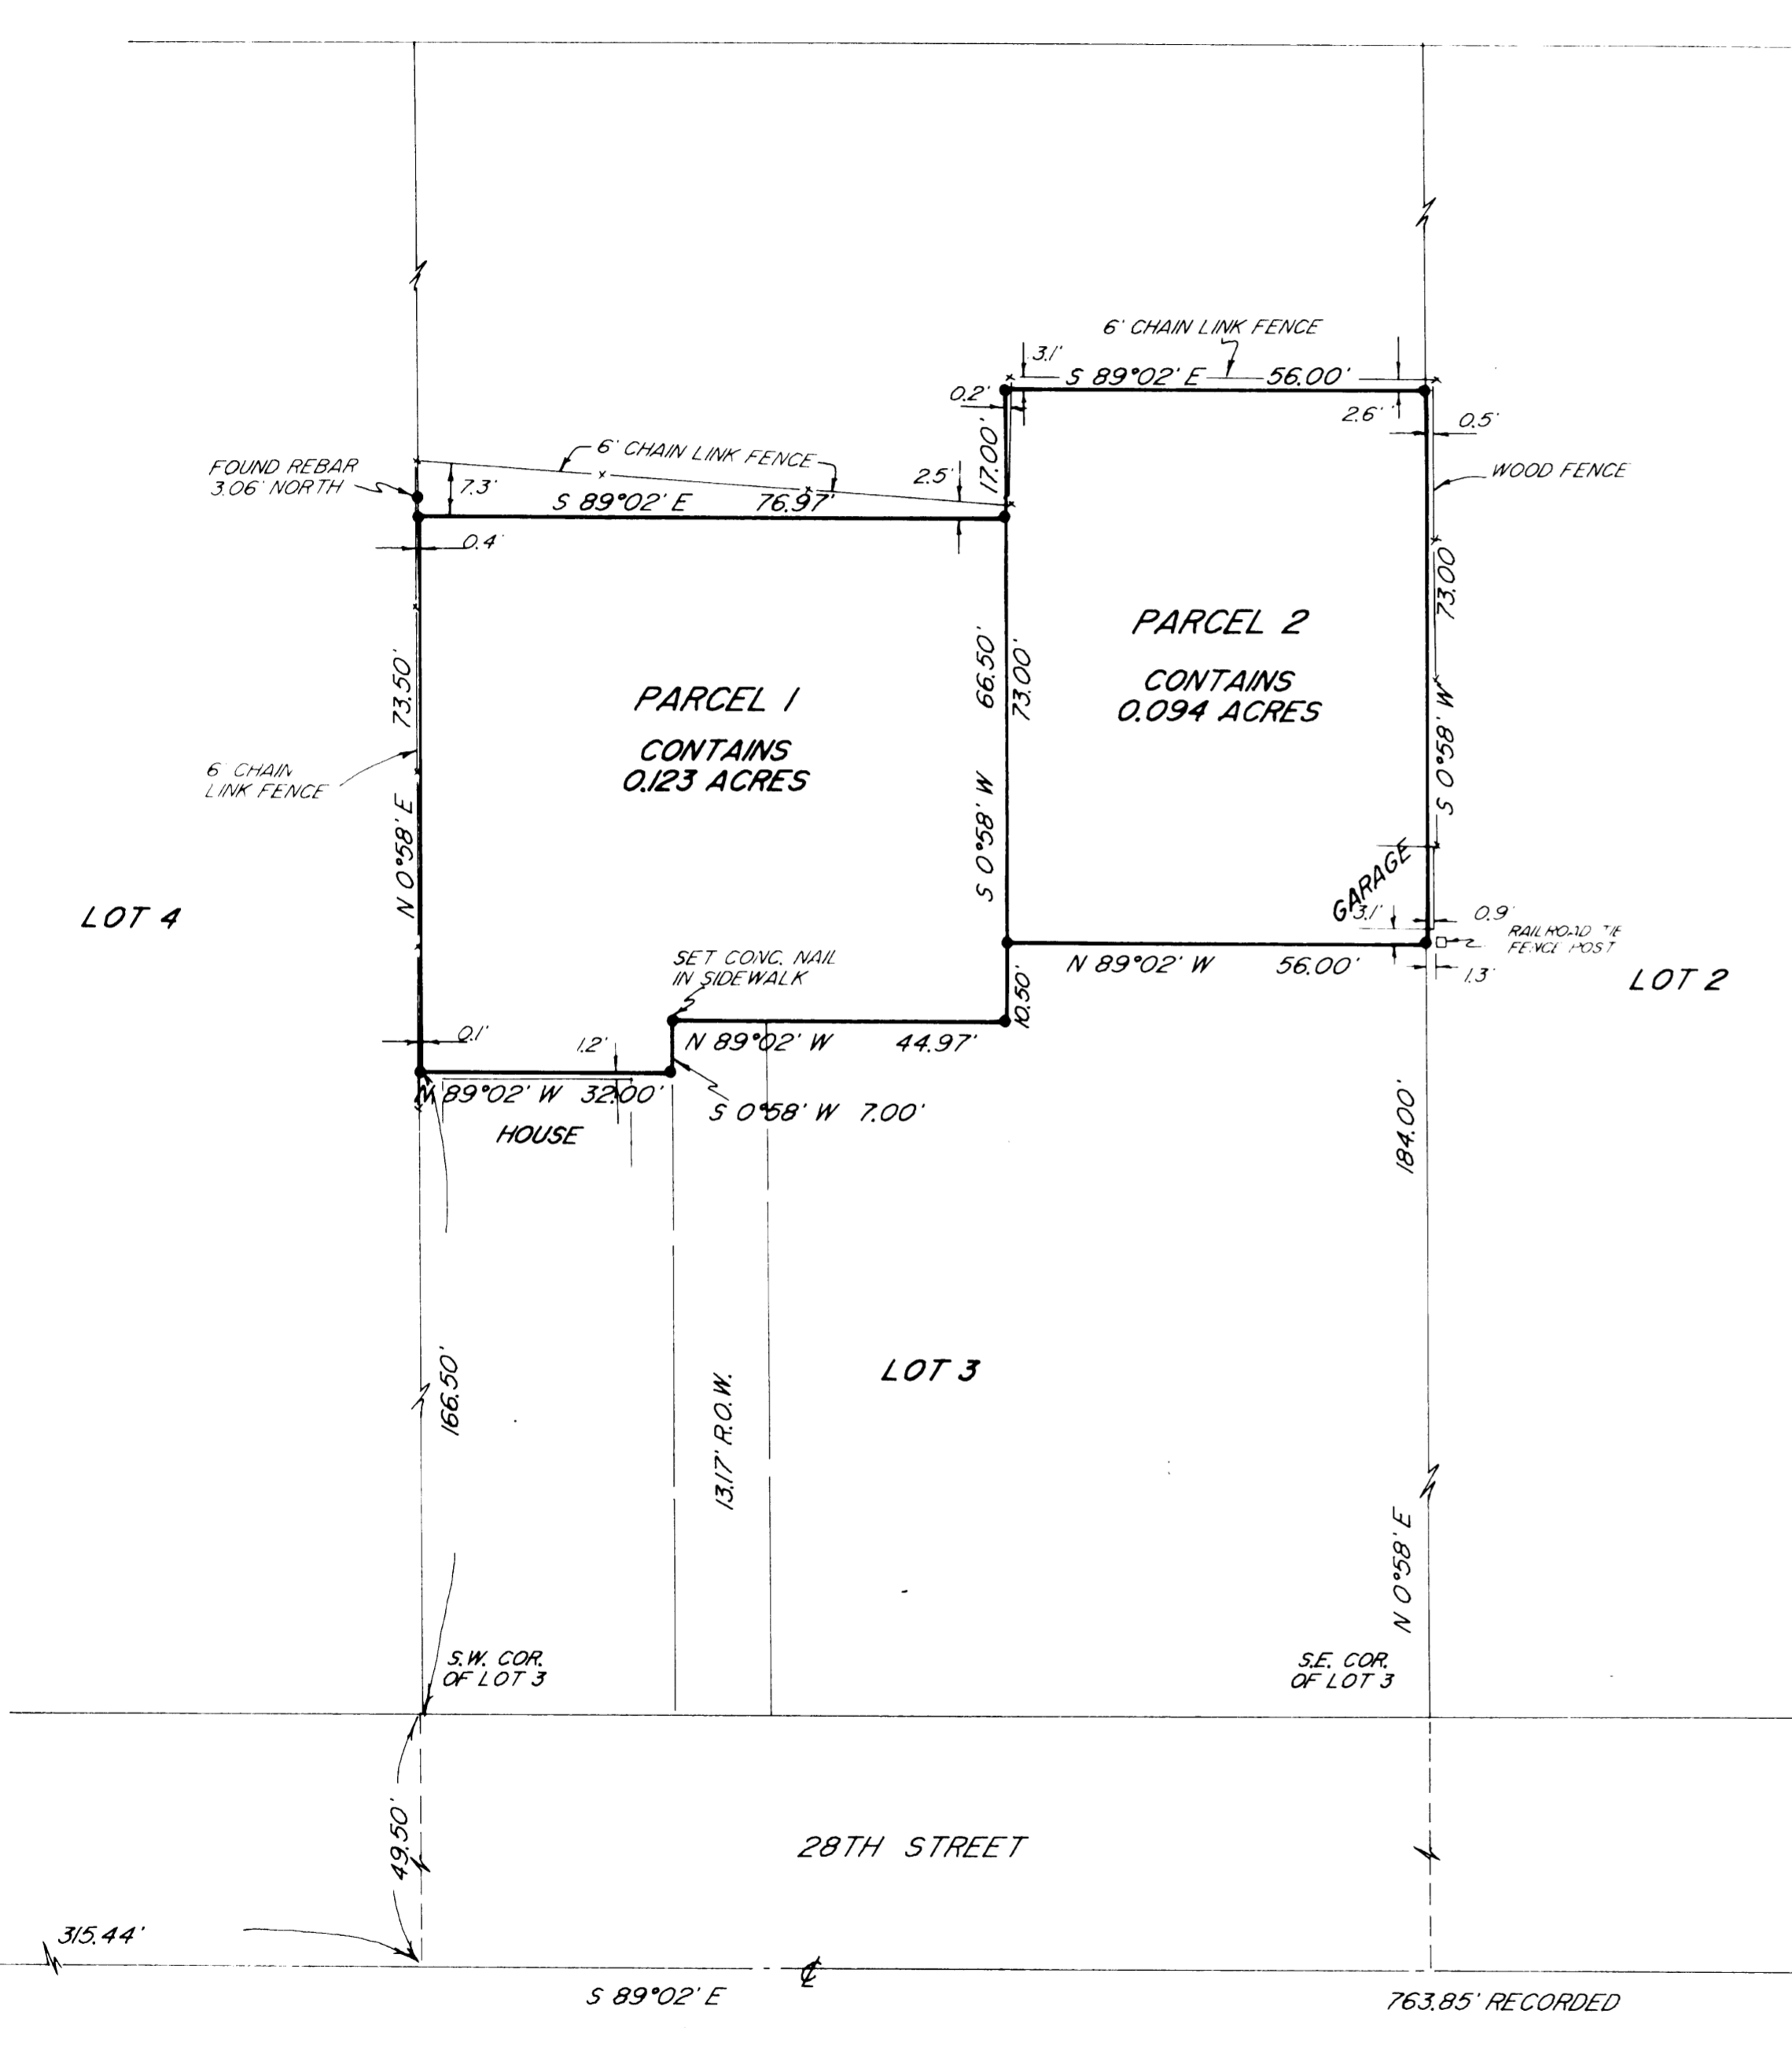 6' CHAIN LINK FENCE
3.1'
S 89°02' E 56.00'
0.2'
2.6'
0.5'
17.00'
6' CHAIN LINK FENCE
FOUND REBAR
3.06' NORTH
7.3'
2.5'
WOOD FENCE
S 89°02' E 76.97'
0.4'
73.00
S 0°58' W
PARCEL 2
CONTAINS
0.094 ACRES
PARCEL 1
CONTAINS
0.123 ACRES
73.50'
N 0°58' E
66.50'
73.00'
S 0°58' W
6' CHAIN
LINK FENCE
GARAGE
3.1'
0.9'
LOT 4
RAILROAD TIE
FENCE POST
SET CONC. NAIL
IN SIDEWALK
N 89°02' W 56.00'
1.3'
LOT 2
10.50'
0.1'
1.2'
N 89°02' W 44.97'
N 89°02' W 32.00'
S 0°58' W 7.00'
HOUSE
184.00'
166.50'
13.17' R.O.W.
LOT 3
N 0°58' E
S.W. COR.
OF LOT 3
S.E. COR.
OF LOT 3
49.50'
28TH STREET
315.44'
℄
S 89°02' E
763.85' RECORDED